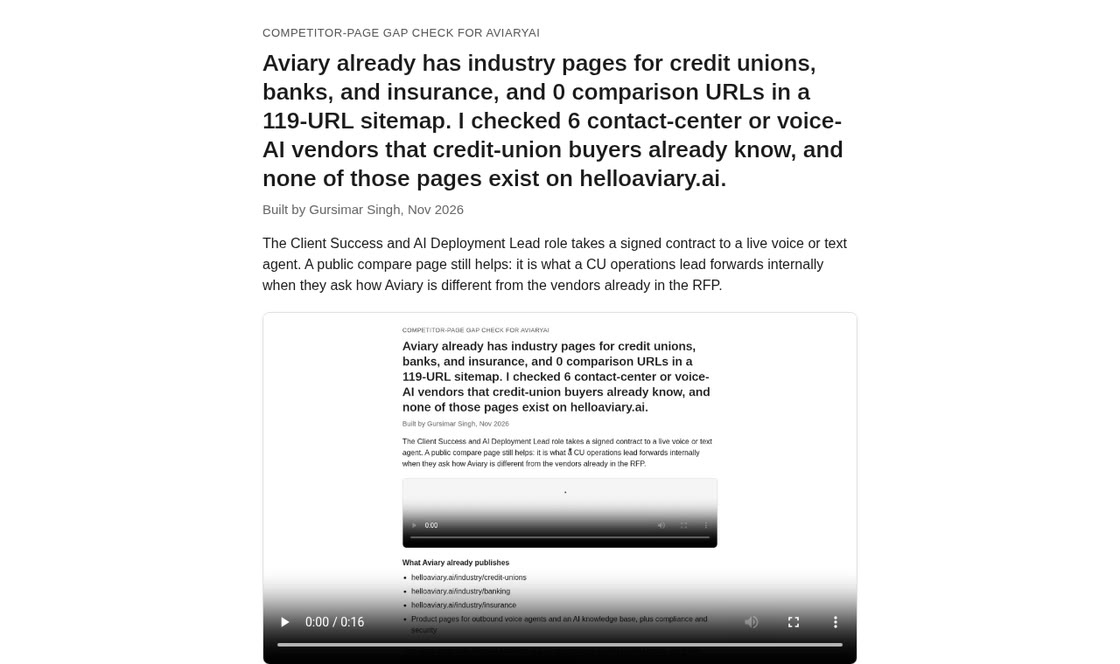 COMPETITOR-PAGE GAP CHECK FOR AVIARYAI
Aviary already has industry pages for credit unions,
banks, and insurance, and 0 comparison URLs in a
119-URL sitemap. I checked 6 contact-center or voice-
AI vendors that credit-union buyers already know, and
none of those pages exist on helloaviary.ai.
Built by Gursimar Singh, Nov 2026
The Client Success and AI Deployment Lead role takes a signed contract to a live voice or text
agent. A public compare page still helps: it is what a CU operations lead forwards internally
when they ask how Aviary is different from the vendors already in the RFP.
COMPETITOR-PAGE GAP CHECK FOR AVIARYAI
Aviary already has industry pages for credit unions,
banks, and insurance, and 0 comparison URLs in a
119-URL sitemap. I checked 6 contact-center or voice-
AI vendors that credit-union buyers already know, and
none of those pages exist on helloaviary.ai.
Built by Gursimar Singh, Nov 2026
The Client Success and AI Deployment Lead role takes a signed contract to a live voice or text
agent. A public compare page still helps: it is what a CU operations lead forwards internally
when they ask how Aviary is different from the vendors already in the RFP.
0:00
What Aviary already publishes
• helloaviary.ai/industry/credit-unions
• helloaviary.ai/industry/banking
• helloaviary.ai/industry/insurance
• Product pages for outbound voice agents and an AI knowledge base, plus compliance and
security
0:00 / 0:16